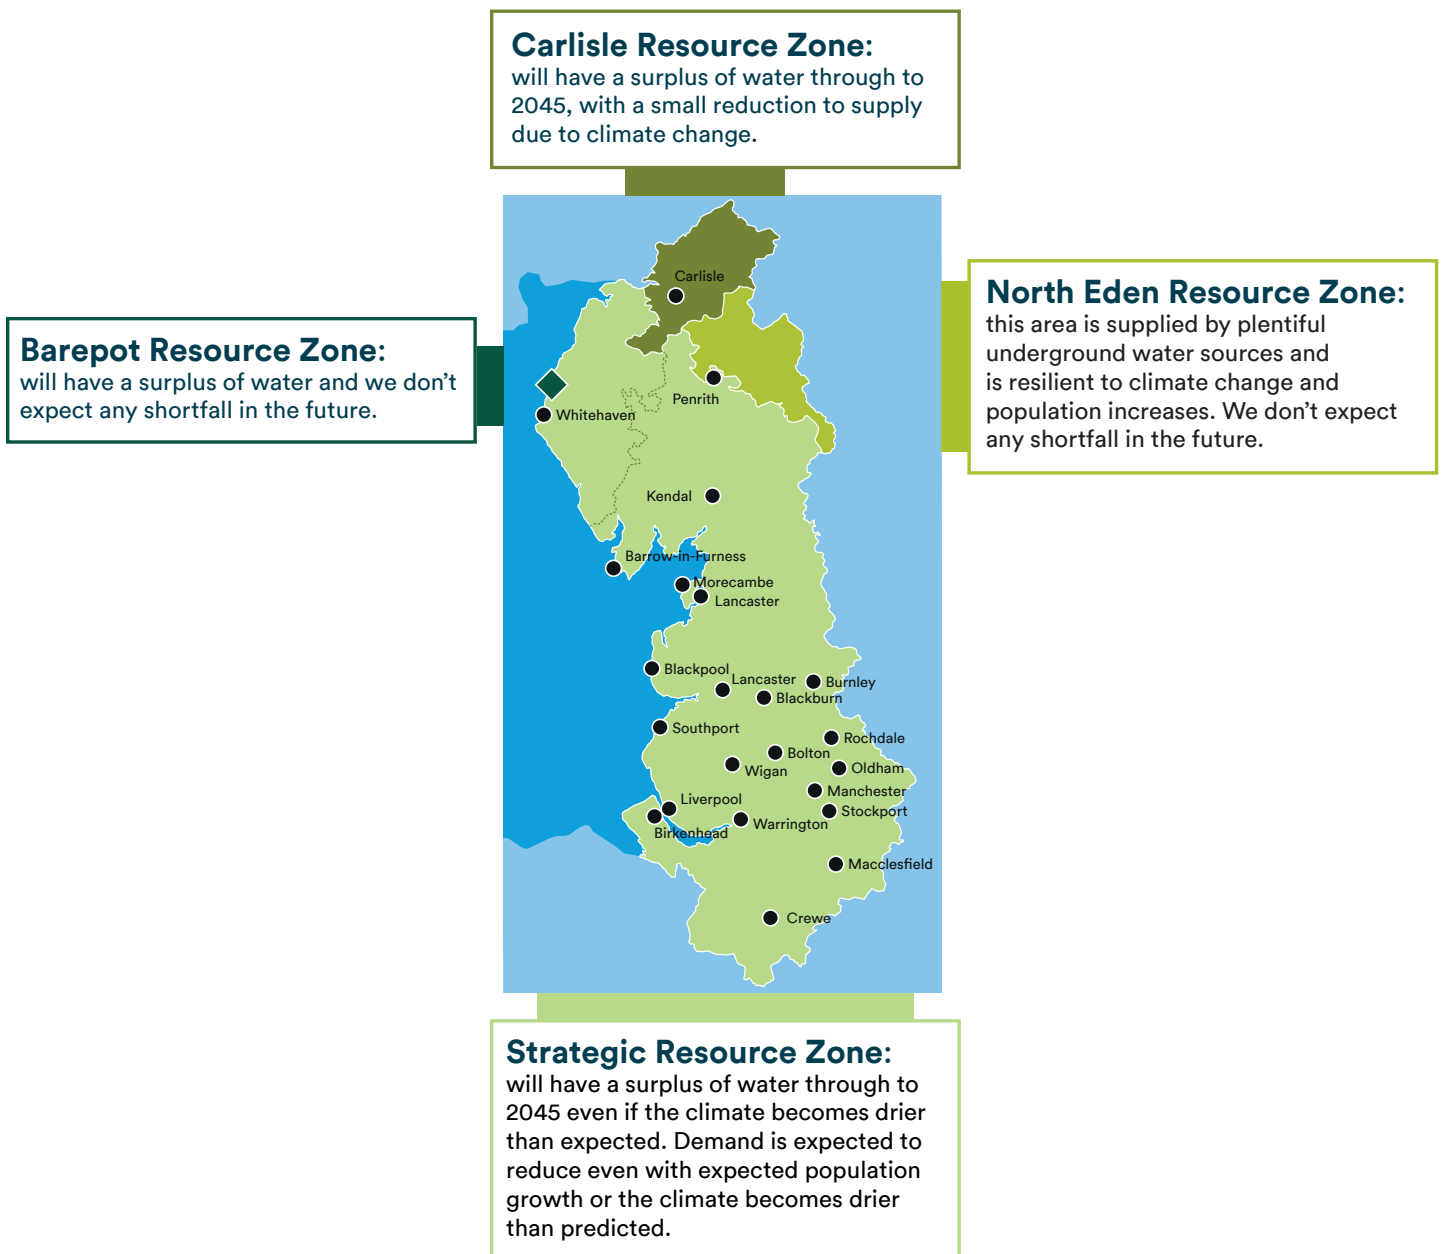 Carlisle Resource Zone:
will have a surplus of water through to
2045, with a small reduction to supply
due to climate change.
Barepot Resource Zone:
will have a surplus of water and we don’t
expect any shortfall in the future.
North Eden Resource Zone:
this area is supplied by plentiful
underground water sources and
is resilient to climate change and
population increases. We don’t expect
any shortfall in the future.
Carlisle
Penrith
Whitehaven
Kendal
Barrow-in-Furness
Morecambe
Lancaster
Blackpool
Lancaster
Burnley
Blackburn
Southport
Rochdale
Bolton
Oldham
Wigan
Manchester
Liverpool
Stockport
Warrington
Birkenhead
Macclesfield
Crewe
Strategic Resource Zone:
will have a surplus of water through to
2045 even if the climate becomes drier
than expected. Demand is expected to
reduce even with expected population
growth or the climate becomes drier
than predicted.